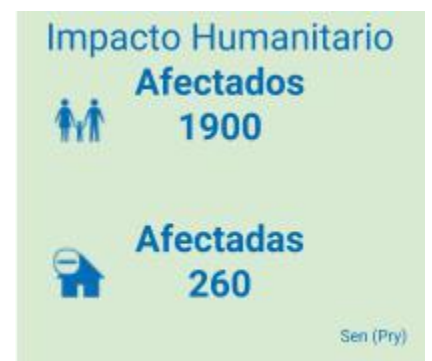 Impacto Humanitario
Afectados
1900
Afectadas
260
Sen (Pry)